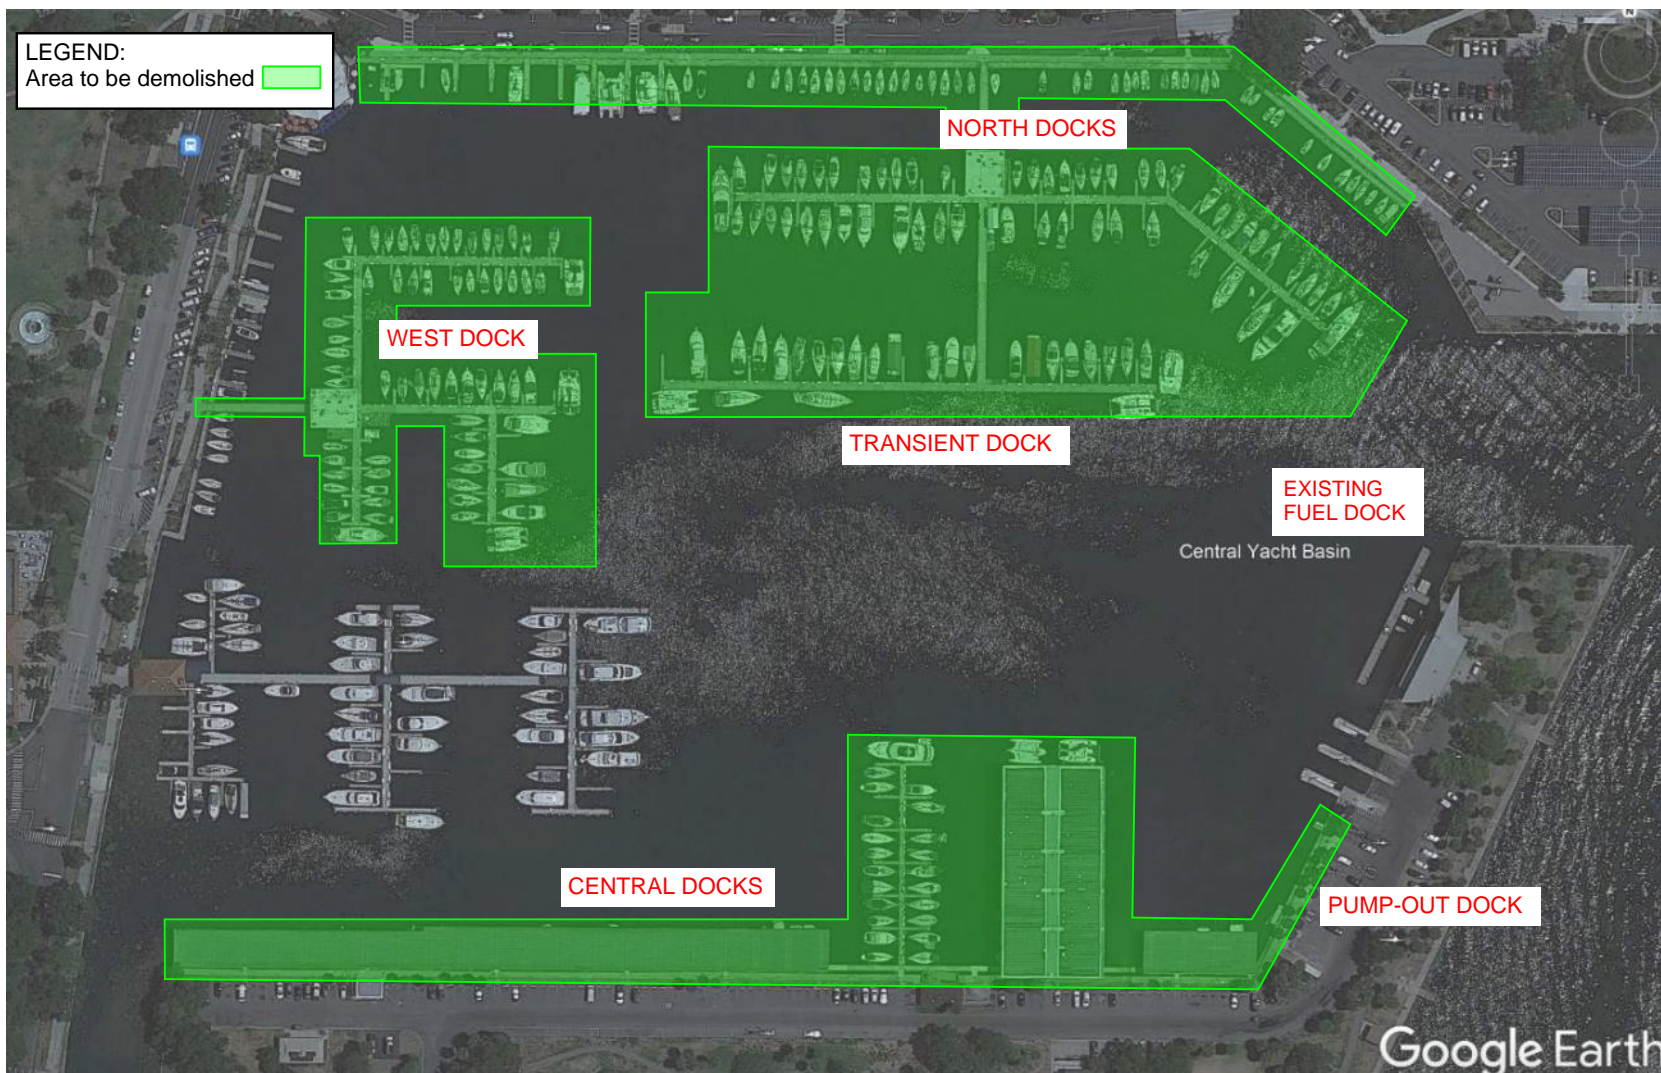 LEGEND:
Area to be demolished
NORTH DOCKS
WEST DOCK
TRANSIENT DOCK
EXISTING
FUEL DOCK
Central Yacht Basin
CENTRAL DOCKS
PUMP-OUT DOCK
Google Earth